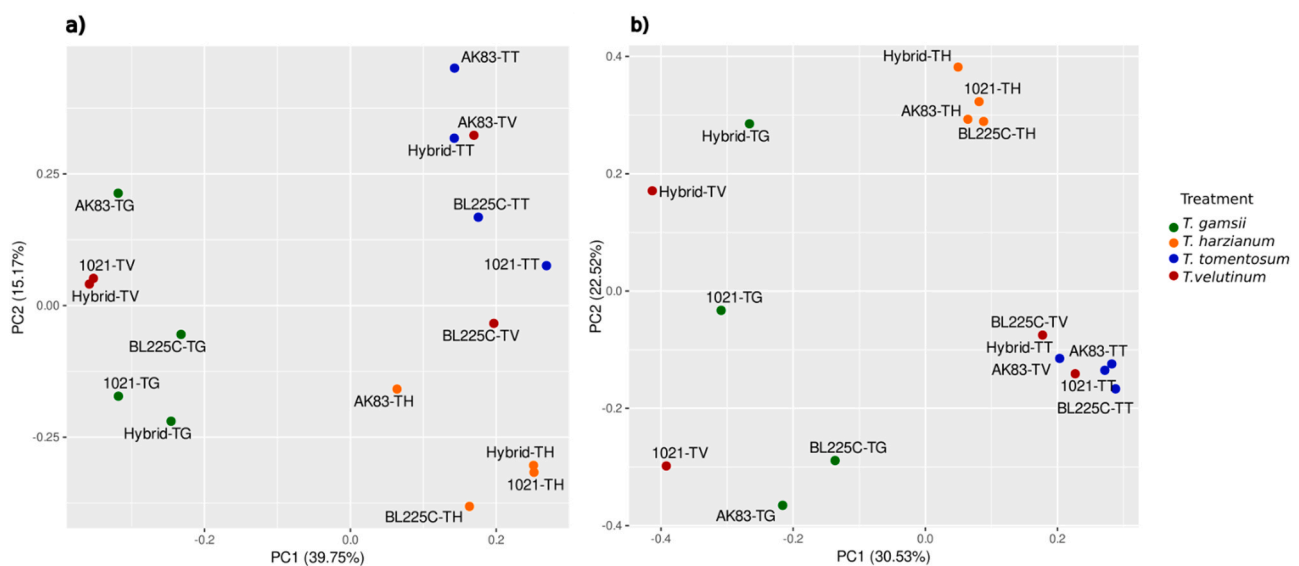 a)
AK83-TT
AK83-TV
Hybrid-TT
0.25
AK83-TG
BL225C-TT
1021-TT
1021-TV
Hybrid-TV
0.00
BL225C-TV
BL225C-TG
1021-TG
AK83-TH
Hybrid-TG
-0.25
Hybrid-TH
1021-TH
BL225C-TH
-0.2
0.0
0.2
PC1 (39.75%)
PC2 (15.17%)
b)
0.4
Hybrid-TH
1021-TH
AK83-TH
BL225C-TH
Hybrid-TG
0.2
Hybrid-TV
0.0
1021-TG
BL225C-TV
Hybrid-TT
AK83-TT
AK83-TV
1021-TT
BL225C-TT
-0.2
1021-TV
BL225C-TG
AK83-TG
-0.4
-0.4
-0.2
0.0
0.2
PC1 (30.53%)
PC2 (22.52%)
Treatment
T. gamsii
T. harzianum
T. tomentosum
T.velutinum